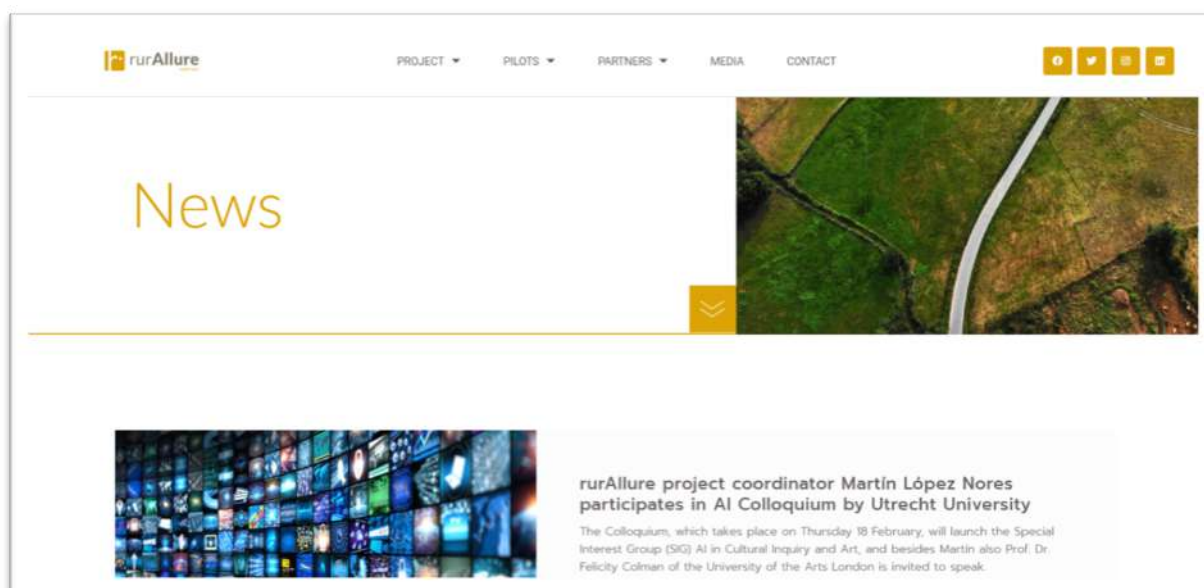 rurAllure
PROJECT PILOTS PARTNERS MEDIA CONTACT
News
rurAllure project coordinator Martín López Nores
participates in AI Colloquium by Utrecht University
The Colloquium, which takes place on Thursday 18 February, will launch the Special
Interest Group (SIG) AI in Cultural Inquiry and Art, and besides Martín also Prof. Dr.
Felicity Colman of the University of the Arts London is invited to speak.